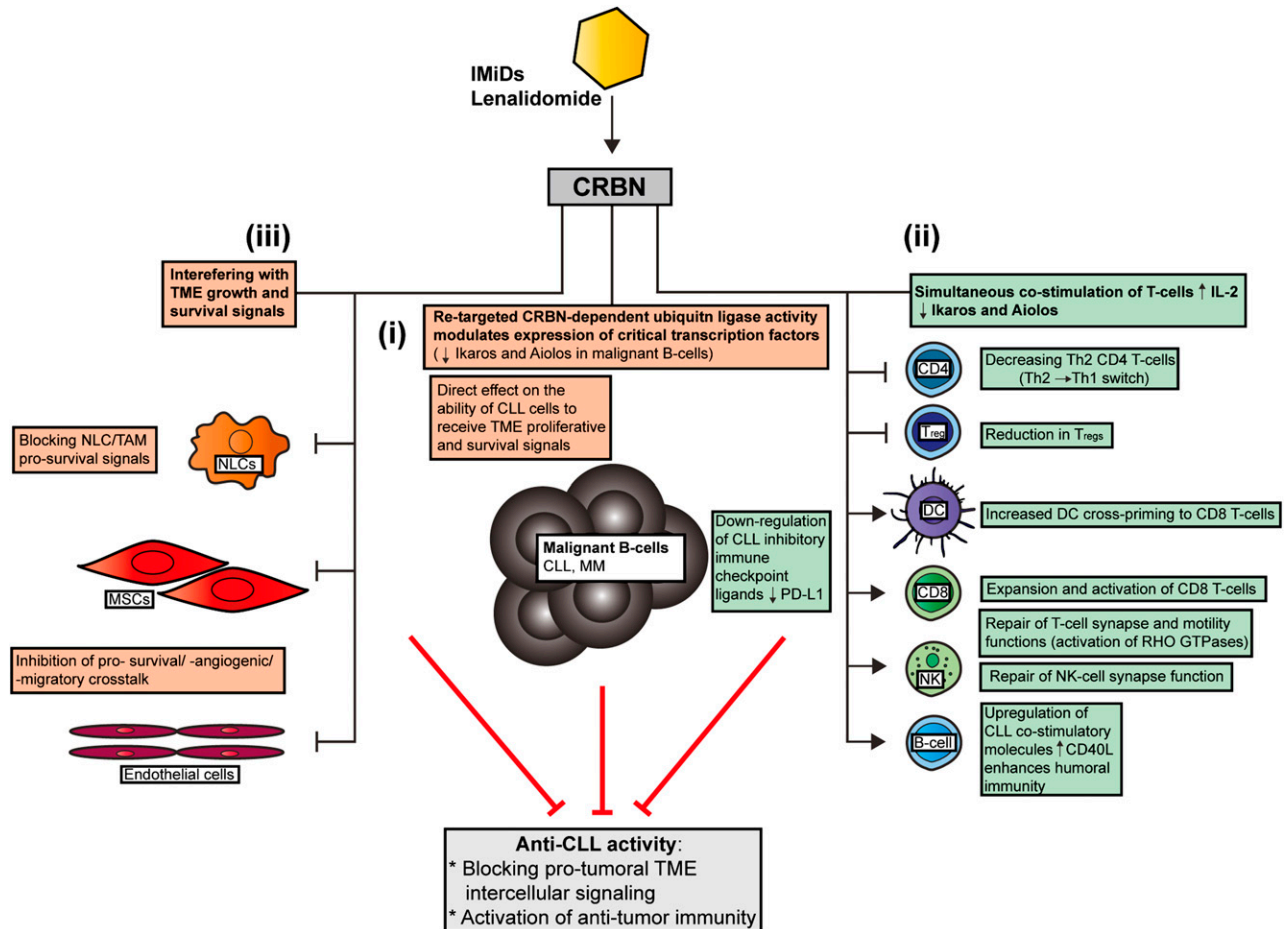 IMiDs
Lenalidomide
CRBN
(iii)
Interefering with
TME growth and
survival signals
(i)
Re-targeted CRBN-dependent ubiquitn ligase activity
modulates expression of critical transcription factors
(↓ Ikaros and Aiolos in malignant B-cells)
Direct effect on the
ability of CLL cells to
receive TME proliferative
and survival signals
(ii)
Simultaneous co-stimulation of T-cells ↑ IL-2
↓ Ikaros and Aiolos
CD4
Decreasing Th2 CD4 T-cells
(Th2 →Th1 switch)
Treg
Reduction in Tregs
DC
Increased DC cross-priming to CD8 T-cells
CD8
Expansion and activation of CD8 T-cells
Repair of T-cell synapse and motility
functions (activation of RHO GTPases)
NK
Repair of NK-cell synapse function
B-cell
Upregulation of
CLL co-stimulatory
molecules ↑CD40L
enhances humoral
immunity
Blocking NLC/TAM
pro-survival signals
NLCs
MSCs
Inhibition of pro- survival/ -angiogenic/
-migratory crosstalk
Endothelial cells
Malignant B-cells
CLL, MM
Down-regulation
of CLL inhibitory
immune
checkpoint
ligands ↓ PD-L1
Anti-CLL activity:
* Blocking pro-tumoral TME
intercellular signaling
* Activation of anti-tumor immunity